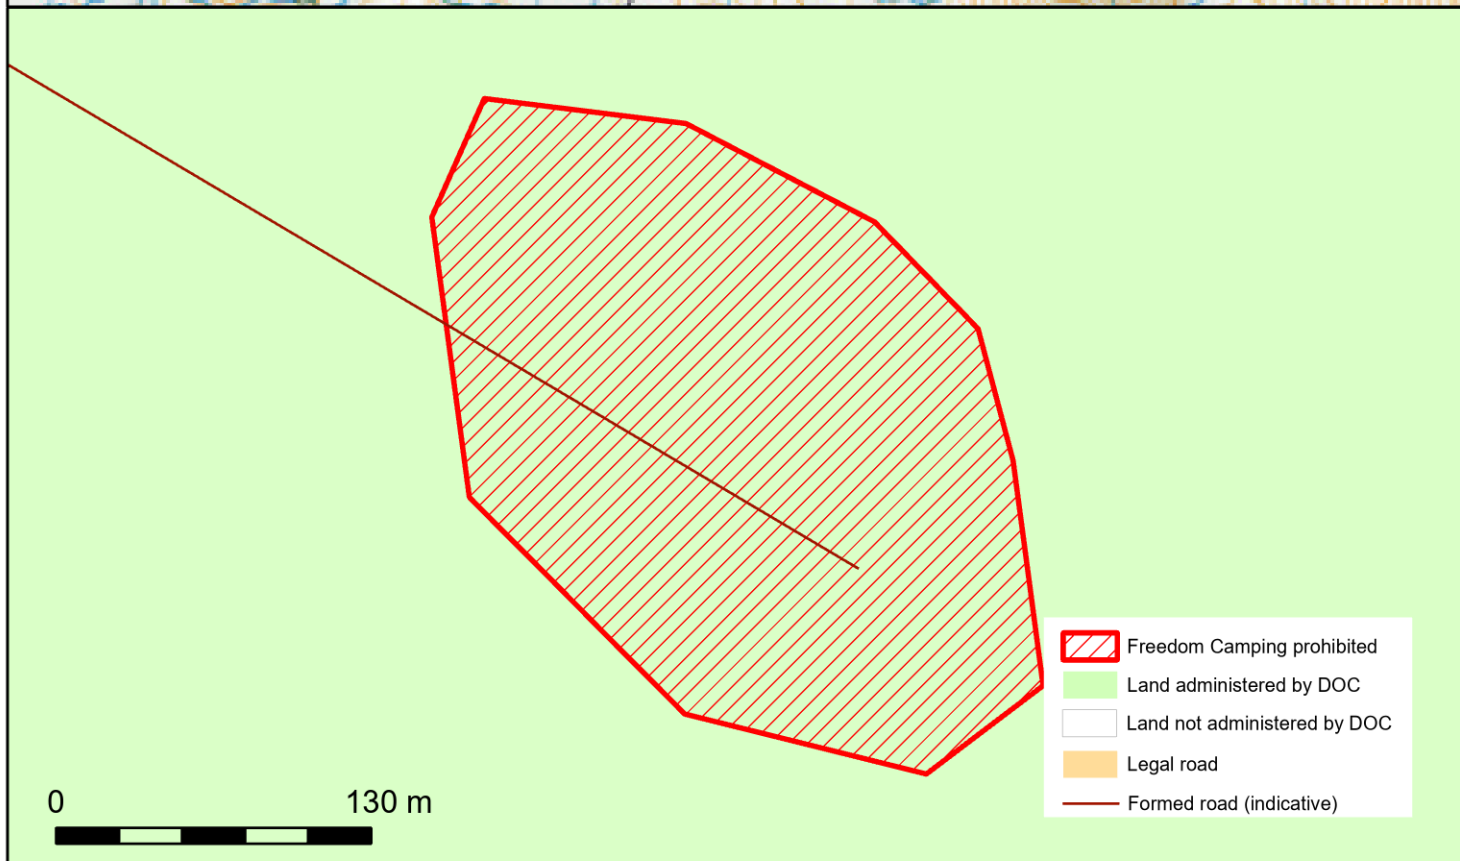 Freedom Camping prohibited
Land administered by DOC
Land not administered by DOC
Legal road
Formed road (indicative)
0 130 m